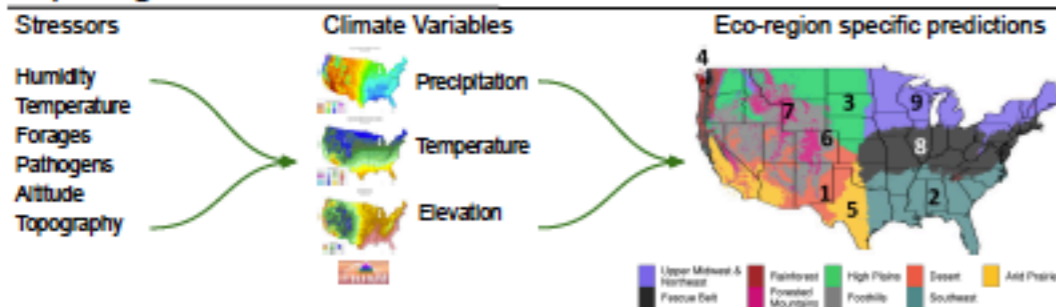 Stressors
Humidity
Temperature
Forages
Pathogens
Altitude
Topography
Climate Variables
Precipitation
Temperature
Elevation
Eco-region specific predictions
4
9
3
7
6
8
1
2
5
Upper Midwest &
Northeast
Fescue Belt
Rainforest
Forested
Mountains
High Plains
Foothills
Desert
Southeast
Arid Prairie